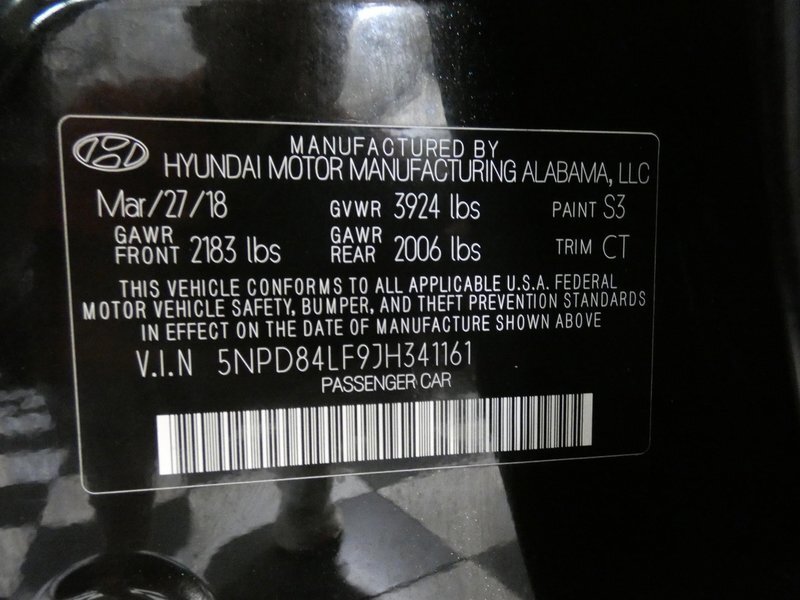 MANUFACTURED BY
HYUNDAI MOTOR MANUFACTURING ALABAMA, LLC
Mar/27/18 GVWR 3924 lbs PAINT S3
GAWR FRONT 2183 lbs GAWR REAR 2006 lbs TRIM CT
THIS VEHICLE CONFORMS TO ALL APPLICABLE U.S.A. FEDERAL
MOTOR VEHICLE SAFETY, BUMPER, AND THEFT PREVENTION STANDARDS
IN EFFECT ON THE DATE OF MANUFACTURE SHOWN ABOVE
V.I.N 5NPD84LF9JH341161
PASSENGER CAR